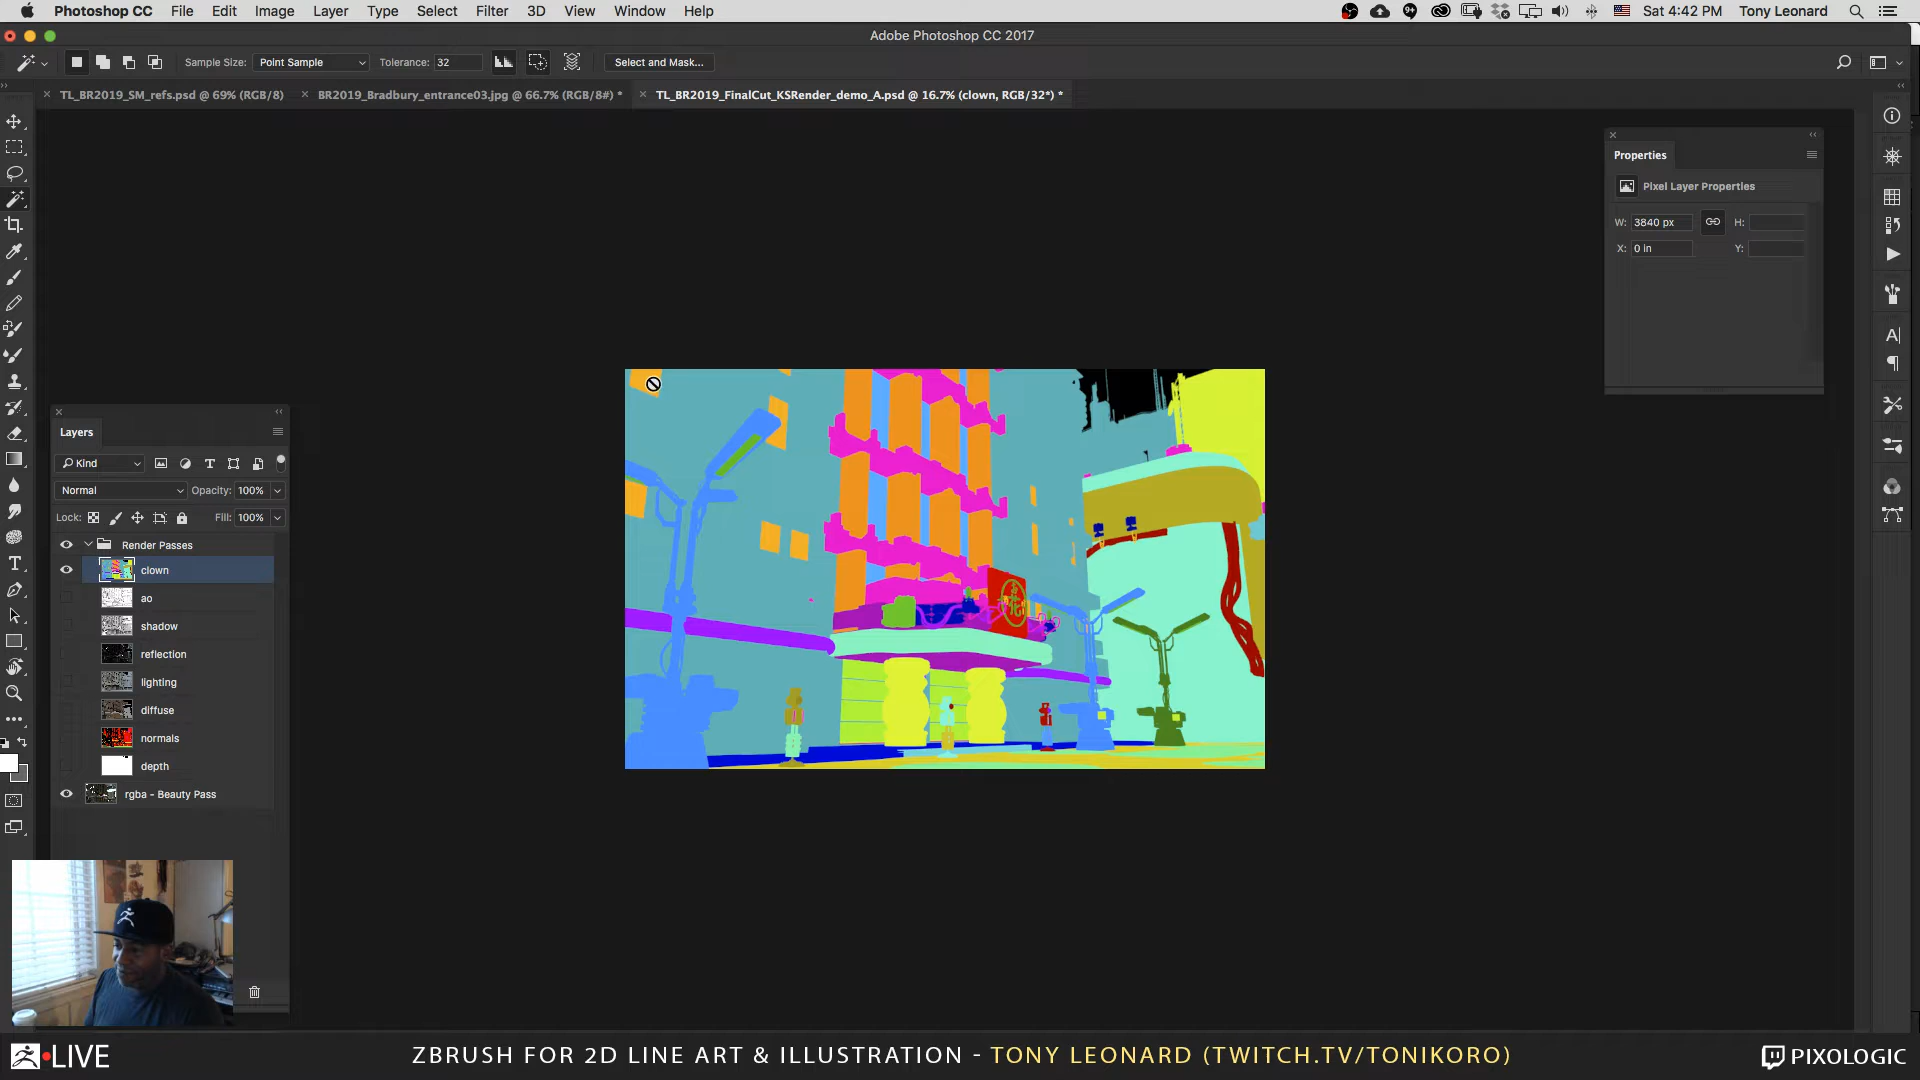 Photoshop CC File Edit Image Layer Type Select Filter 3D View Window Help Sat 4:42 PM Tony Leonard
Adobe Photoshop CC 2017
Sample Size: Point Sample Tolerance: 32 Select and Mask...
TL_BR2019_SM_refs.psd @ 69% (RGB/8) BR2019_Bradbury_entrance03.jpg @ 66.7% (RGB/8#) * TL_BR2019_FinalCut_KSRender_demo_A.psd @ 16.7% (clown, RGB/32*) *
Properties
Pixel Layer Properties
W: 3840 px H:
X: 0 in Y:
Layers
Kind
Normal Opacity: 100%
Lock: Fill: 100%
Render Passes
clown
ao
shadow
reflection
lighting
diffuse
normals
depth
rgba - Beauty Pass
LIVE ZBRUSH FOR 2D LINE ART & ILLUSTRATION - TONY LEONARD (TWITCH.TV/TONIKORO) PIXOLOGIC